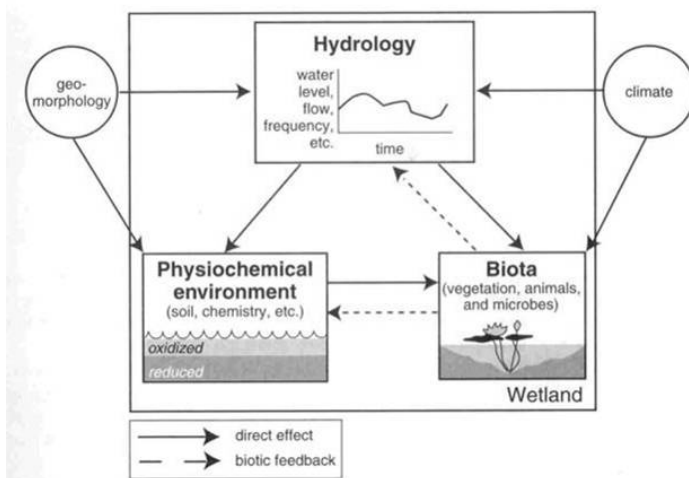 Hydrology
water
level,
flow,
frequency,
etc.
time
geo-
morphology
climate
Physiochemical
environment
(soil, chemistry, etc.)
oxidized
reduced
Biota
(vegetation, animals,
and microbes)
Wetland
direct effect
biotic feedback